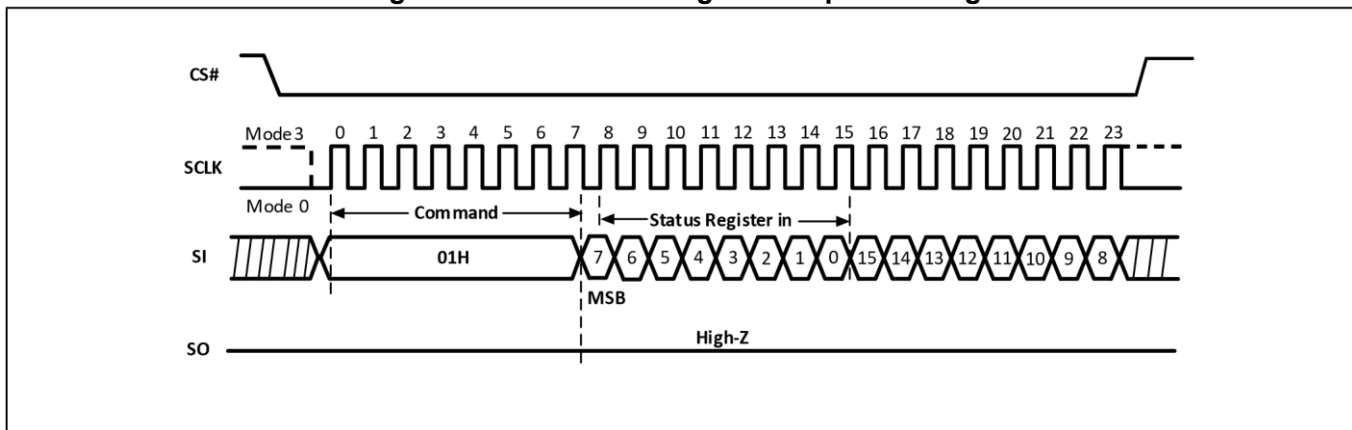 CS#
Mode 3 0 1 2 3 4 5 6 7 8 9 10 11 12 13 14 15 16 17 18 19 20 21 22 23
SCLK
Mode 0
Command Status Register in
SI 01H 7 6 5 4 3 2 1 0 15 14 13 12 11 10 9 8
MSB
High-Z
SO